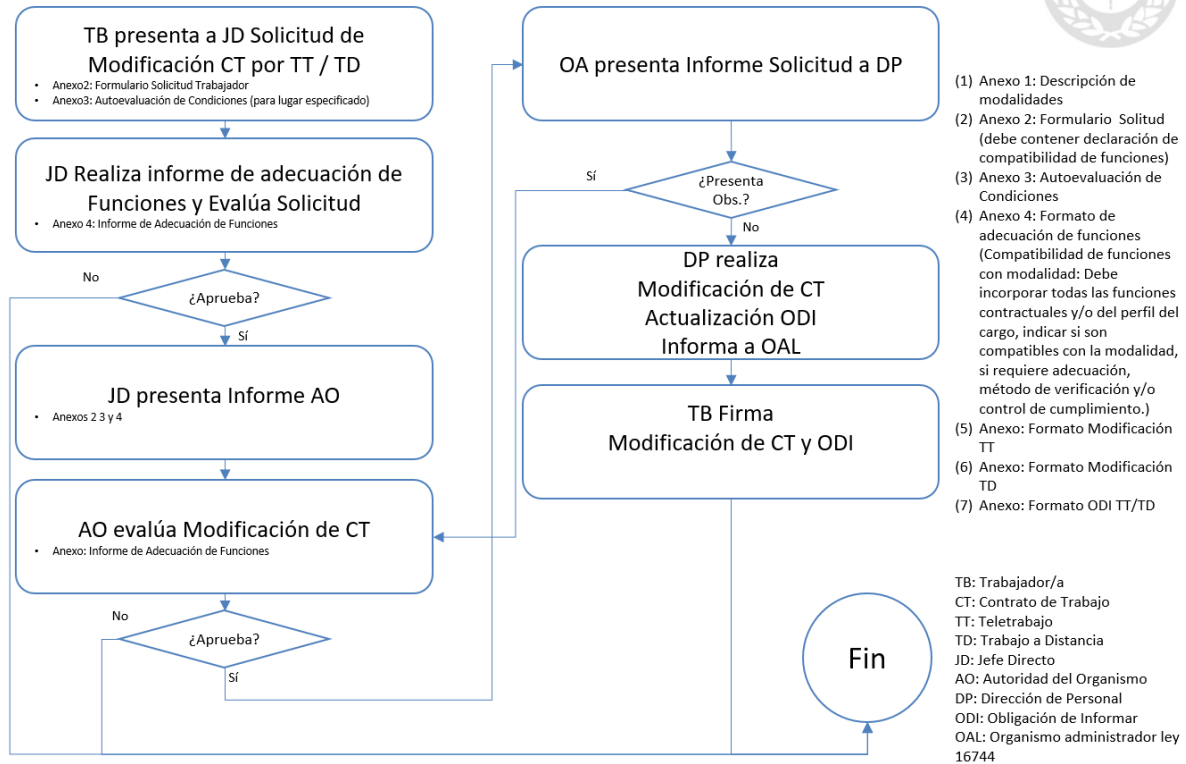 TB presenta a JD Solicitud de
Modificación CT por TT / TD
• Anexo2: Formulario Solicitud Trabajador
• Anexo3: Autoevaluación de Condiciones (para lugar especificado)
JD Realiza informe de adecuación de
Funciones y Evalúa Solicitud
• Anexo 4: Informe de Adecuación de Funciones
No
¿Aprueba?
Sí
JD presenta Informe AO
• Anexos 2 3 y 4
AO evalúa Modificación de CT
• Anexo: Informe de Adecuación de Funciones
No
¿Aprueba?
Sí
OA presenta Informe Solicitud a DP
Sí
¿Presenta
Obs.?
No
DP realiza
Modificación de CT
Actualización ODI
Informa a OAL
TB Firma
Modificación de CT y ODI
Fin
(1) Anexo 1: Descripción de
modalidades
(2) Anexo 2: Formulario Solitud
(debe contener declaración de
compatibilidad de funciones)
(3) Anexo 3: Autoevaluación de
Condiciones
(4) Anexo 4: Formato de
adecuación de funciones
(Compatibilidad de funciones
con modalidad: Debe
incorporar todas las funciones
contractuales y/o del perfil del
cargo, indicar si son
compatibles con la modalidad,
si requiere adecuación,
método de verificación y/o
control de cumplimiento.)
(5) Anexo: Formato Modificación
TT
(6) Anexo: Formato Modificación
TD
(7) Anexo: Formato ODI TT/TD
TB: Trabajador/a
CT: Contrato de Trabajo
TT: Teletrabajo
TD: Trabajo a Distancia
JD: Jefe Directo
AO: Autoridad del Organismo
DP: Dirección de Personal
ODI: Obligación de Informar
OAL: Organismo administrador ley
16744